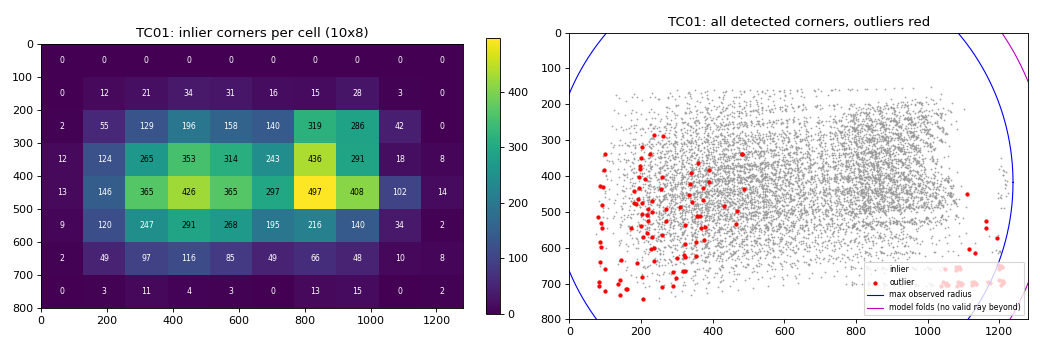 TC01: inlier corners per cell (10x8)
0 0 0 0 0 0 0 0 0 0
0 12 21 34 31 16 15 28 3 0
2 55 129 196 158 140 319 286 42 0
12 124 265 353 314 243 436 291 18 8
13 146 365 426 365 297 497 408 102 14
9 120 247 291 268 195 216 140 34 2
2 49 97 116 85 49 66 48 10 8
0 3 11 4 3 0 13 15 0 2
0
100
200
300
400
500
600
700
800
0 200 400 600 800 1000 1200
400
300
200
100
0
TC01: all detected corners, outliers red
0
100
200
300
400
500
600
700
800
0 200 400 600 800 1000 1200
inlier
outlier
max observed radius
model folds (no valid ray beyond)